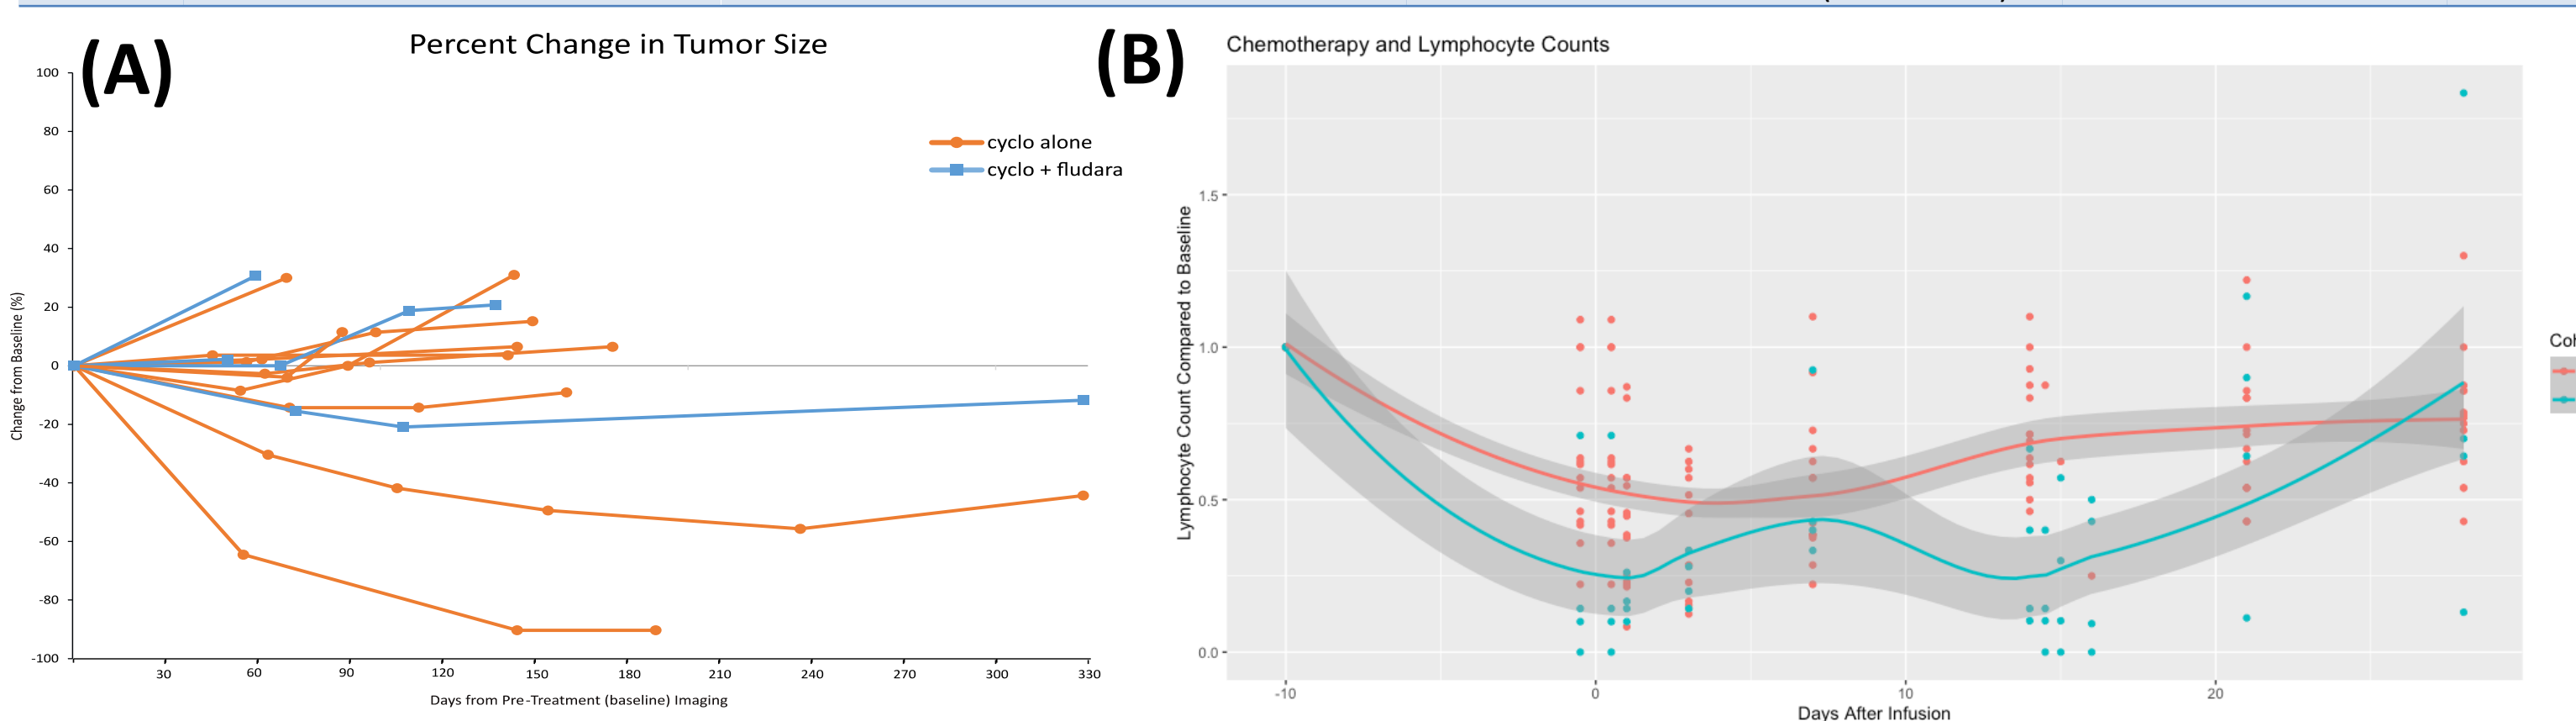 (A)
Percent Change in Tumor Size
100
80
60
40
20
0
-20
-40
-60
-80
-100
Change from Baseline (%)
cyclo alone
cyclo + fludara
30 60 90 120 150 180 210 240 270 300 330
Days from Pre-Treatment (baseline) Imaging
(B)
Chemotherapy and Lymphocyte Counts
Lymphocyte Count Compared to Baseline
1.5
1.0
0.5
0.0
-10 0 10 20
Days After Infusion